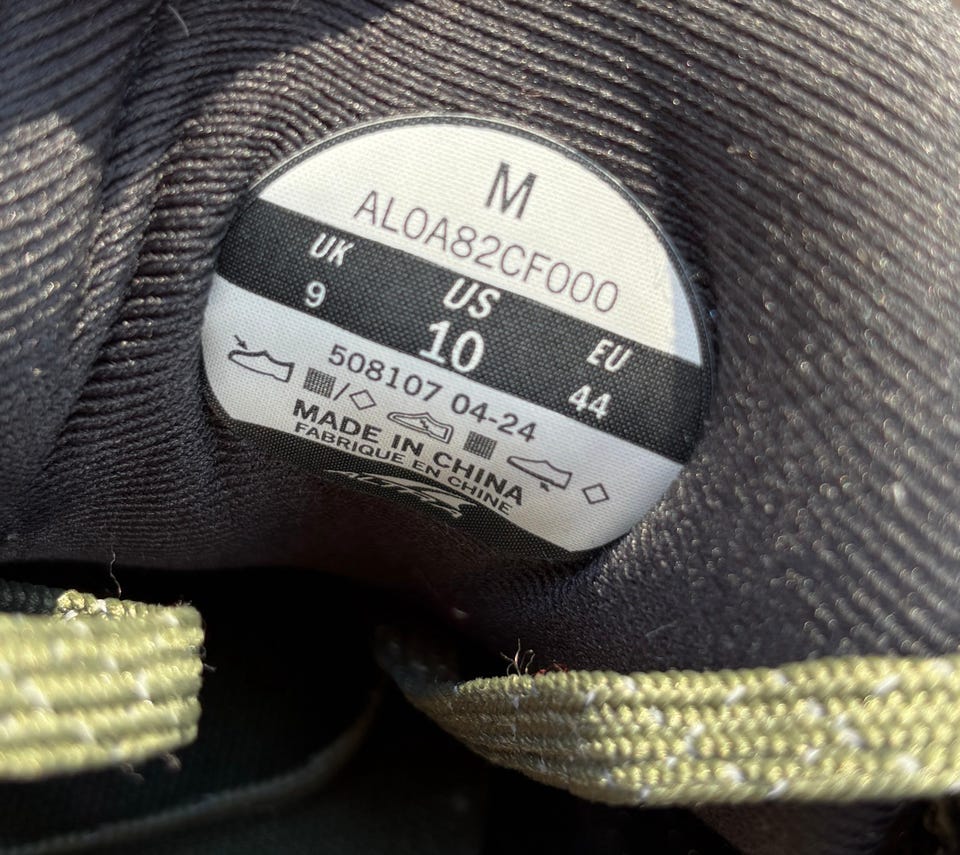 M
AL0A82CF000
UK US EU
9 10 44
508107 04-24
MADE IN CHINA
FABRIQUE EN CHINE